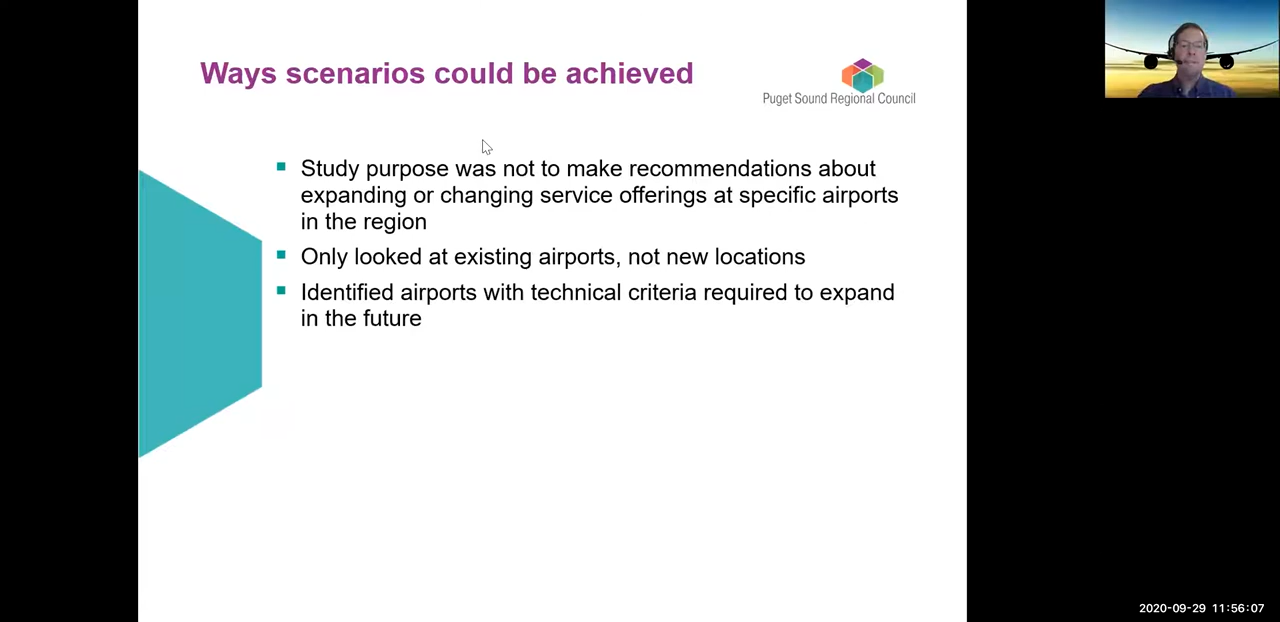 Ways scenarios could be achieved
Puget Sound Regional Council
Study purpose was not to make recommendations about
expanding or changing service offerings at specific airports
in the region
Only looked at existing airports, not new locations
Identified airports with technical criteria required to expand
in the future
2020-09-29 11:56:07